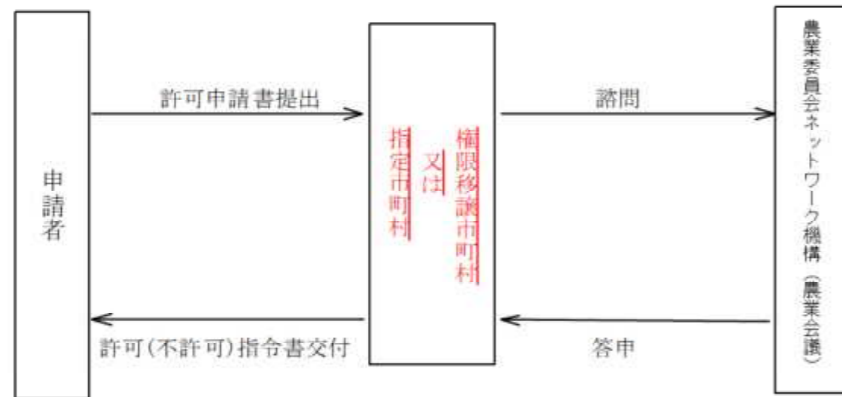 申請者
許可申請書提出
許可(不許可)指令書交付
権限移譲市町村
又は
指定市町村
諮問
答申
農業委員会ネットワーク機構（農業会議）